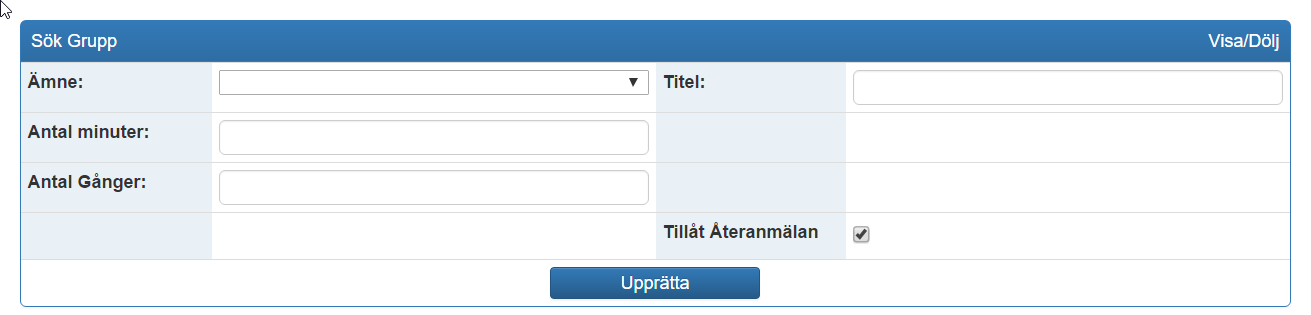 Sök Grupp Visa/Dölj
Ämne: Titel:
Antal minuter:
Antal Gånger:
Tillåt Återanmälan
Upprätta